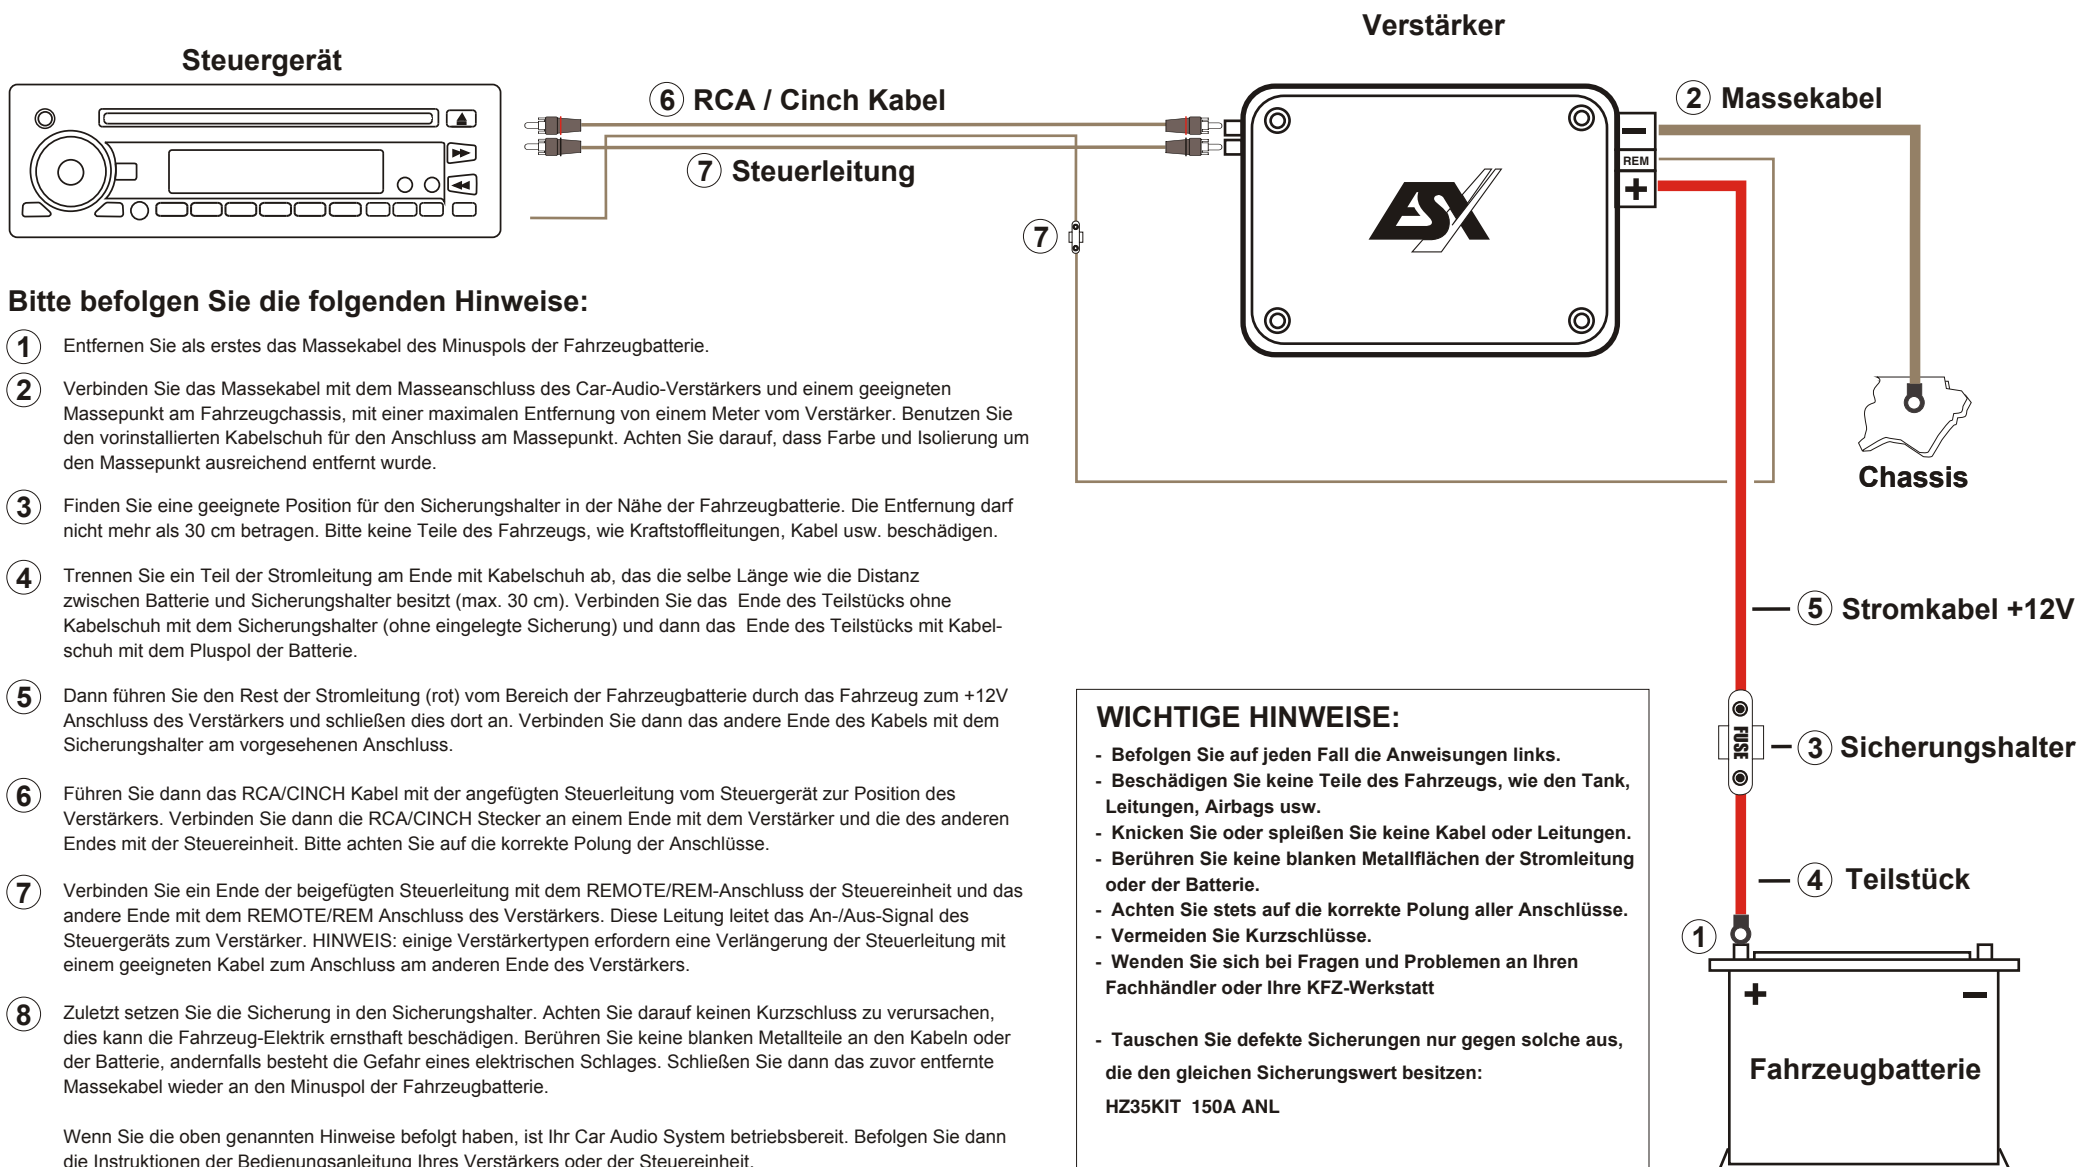 Verstärker
Steuergerät
6 RCA / Cinch Kabel
2 Massekabel
REM
7 Steuerleitung
ESX
7
Bitte befolgen Sie die folgenden Hinweise:
1 Entfernen Sie als erstes das Massekabel des Minuspols der Fahrzeugbatterie.
2 Verbinden Sie das Massekabel mit dem Masseanschluss des Car-Audio-Verstärkers und einem geeigneten
Massepunkt am Fahrzeugchassis, mit einer maximalen Entfernung von einem Meter vom Verstärker. Benutzen Sie
den vorinstallierten Kabelschuh für den Anschluss am Massepunkt. Achten Sie darauf, dass Farbe und Isolierung um
den Massepunkt ausreichend entfernt wurde.
3 Finden Sie eine geeignete Position für den Sicherungshalter in der Nähe der Fahrzeugbatterie. Die Entfernung darf
nicht mehr als 30 cm betragen. Bitte keine Teile des Fahrzeugs, wie Kraftstoffleitungen, Kabel usw. beschädigen.
4 Trennen Sie ein Teil der Stromleitung am Ende mit Kabelschuh ab, das die selbe Länge wie die Distanz
zwischen Batterie und Sicherungshalter besitzt (max. 30 cm). Verbinden Sie das Ende des Teilstücks ohne
Kabelschuh mit dem Sicherungshalter (ohne eingelegte Sicherung) und dann das Ende des Teilstücks mit Kabel-
schuh mit dem Pluspol der Batterie.
5 Dann führen Sie den Rest der Stromleitung (rot) vom Bereich der Fahrzeugbatterie durch das Fahrzeug zum +12V
Anschluss des Verstärkers und schließen dies dort an. Verbinden Sie dann das andere Ende des Kabels mit dem
Sicherungshalter am vorgesehenen Anschluss.
6 Führen Sie dann das RCA/CINCH Kabel mit der angefügten Steuerleitung vom Steuergerät zur Position des
Verstärkers. Verbinden Sie dann die RCA/CINCH Stecker an einem Ende mit dem Verstärker und die des anderen
Endes mit der Steuereinheit. Bitte achten Sie auf die korrekte Polung der Anschlüsse.
7 Verbinden Sie ein Ende der beigefügten Steuerleitung mit dem REMOTE/REM-Anschluss der Steuereinheit und das
andere Ende mit dem REMOTE/REM Anschluss des Verstärkers. Diese Leitung leitet das An-/Aus-Signal des
Steuergeräts zum Verstärker. HINWEIS: einige Verstärkertypen erfordern eine Verlängerung der Steuerleitung mit
einem geeigneten Kabel zum Anschluss am anderen Ende des Verstärkers.
8 Zuletzt setzen Sie die Sicherung in den Sicherungshalter. Achten Sie darauf keinen Kurzschluss zu verursachen,
dies kann die Fahrzeug-Elektrik ernsthaft beschädigen. Berühren Sie keine blanken Metallteile an den Kabeln oder
der Batterie, andernfalls besteht die Gefahr eines elektrischen Schlages. Schließen Sie dann das zuvor entfernte
Massekabel wieder an den Minuspol der Fahrzeugbatterie.
Wenn Sie die oben genannten Hinweise befolgt haben, ist Ihr Car Audio System betriebsbereit. Befolgen Sie dann
die Instruktionen der Bedienungsanleitung Ihres Verstärkers oder der Steuereinheit.
WICHTIGE HINWEISE:
- Befolgen Sie auf jeden Fall die Anweisungen links.
- Beschädigen Sie keine Teile des Fahrzeugs, wie den Tank,
Leitungen, Airbags usw.
- Knicken Sie oder spleißen Sie keine Kabel oder Leitungen.
- Berühren Sie keine blanken Metallflächen der Stromleitung
oder der Batterie.
- Achten Sie stets auf die korrekte Polung aller Anschlüsse.
- Vermeiden Sie Kurzschlüsse.
- Wenden Sie sich bei Fragen und Problemen an Ihren
Fachhändler oder Ihre KFZ-Werkstatt
- Tauschen Sie defekte Sicherungen nur gegen solche aus,
die den gleichen Sicherungswert besitzen:
HZ35KIT 150A ANL
Chassis
5 Stromkabel +12V
FUSE
3 Sicherungshalter
4 Teilstück
1
+ −
Fahrzeugbatterie